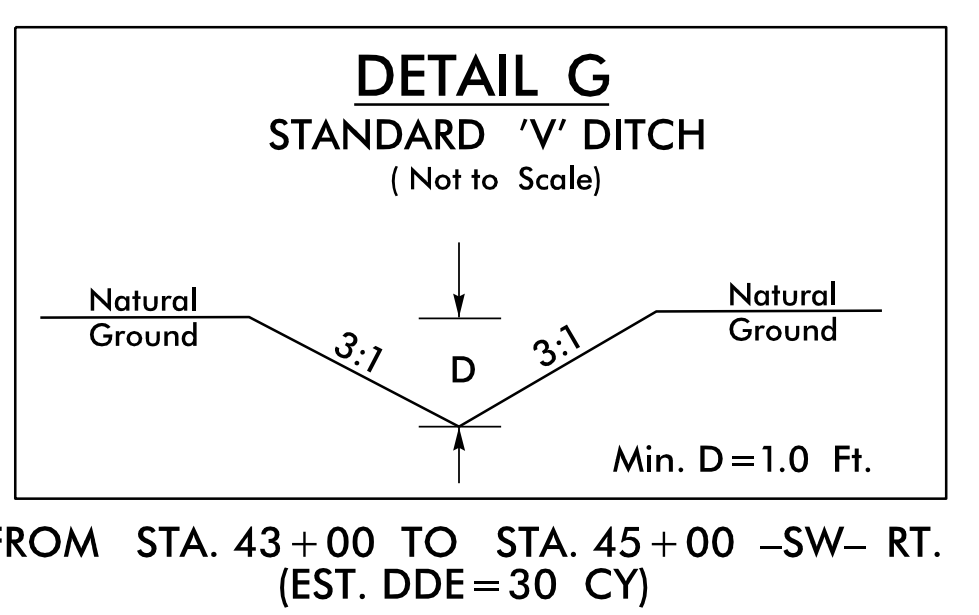 DETAIL G
STANDARD 'V' DITCH
( Not to Scale)
Natural
Ground
3:1
D
3:1
Natural
Ground
Min. D=1.0 Ft.
FROM STA. 43+00 TO STA. 45+00 -SW- RT.
(EST. DDE=30 CY)